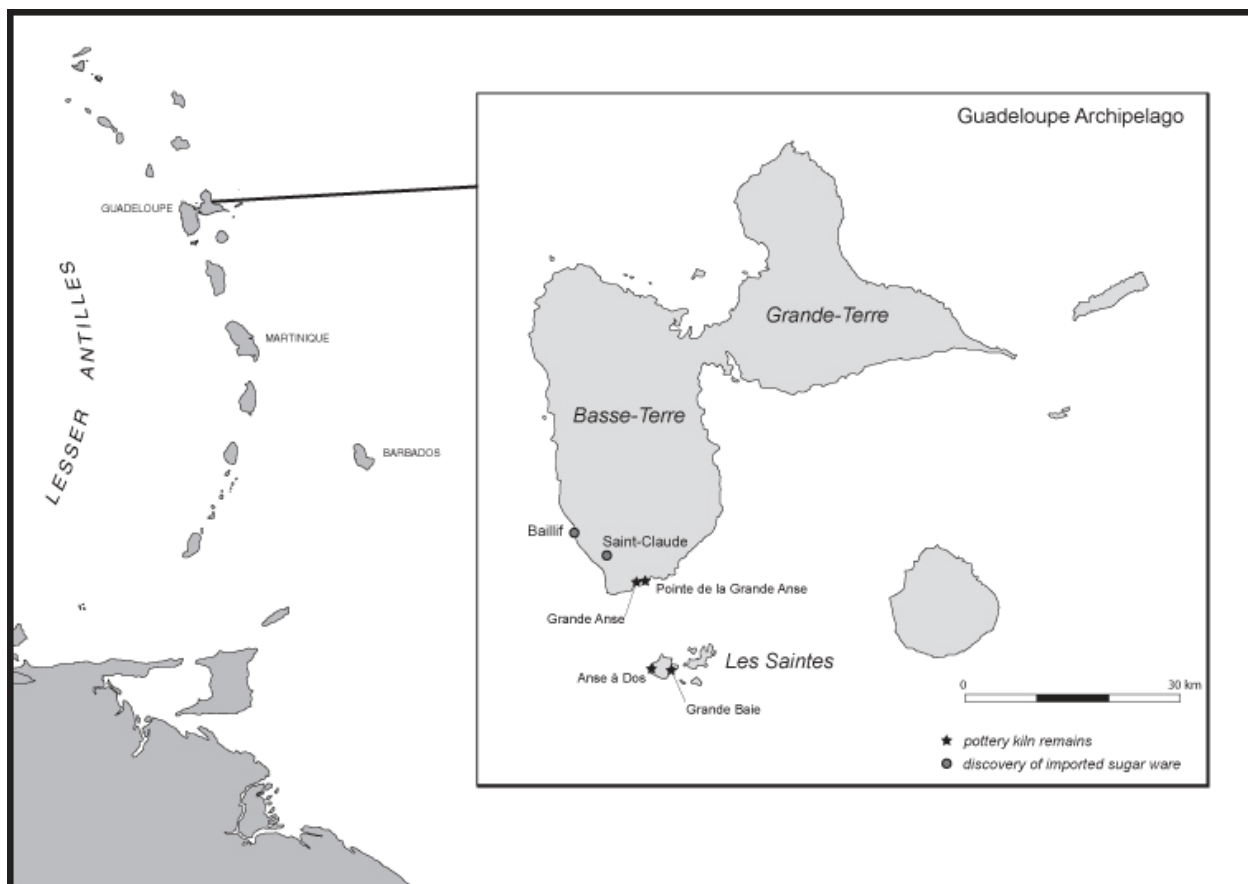 Guadeloupe Archipelago
GUADELOUPE
LESSER ANTILLES
MARTINIQUE
BARBADOS
Grande-Terre
Basse-Terre
Baillif
Saint-Claude
Pointe de la Grande Anse
Grande Anse
Les Saintes
Anse à Dos
Grande Baie
0 30 km
pottery kiln remains
discovery of imported sugar ware